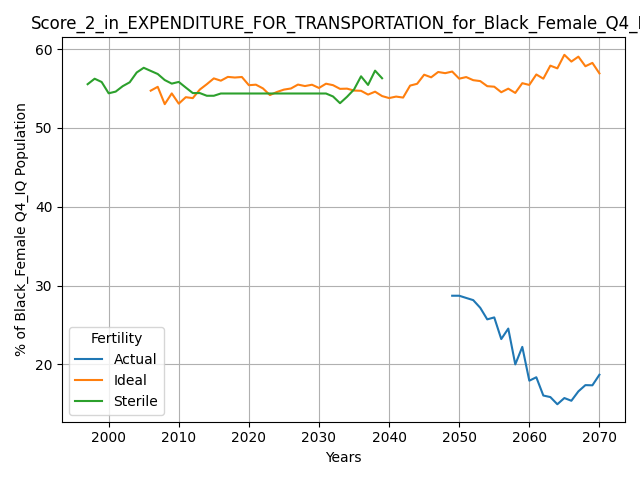 Score_2_in_EXPENDITURE_FOR_TRANSPORTATION_for_Black_Female_Q4_I
% of Black_Female Q4_IQ Population
60
50
40
30
20
Fertility
Actual
Ideal
Sterile
2000 2010 2020 2030 2040 2050 2060 2070
Years